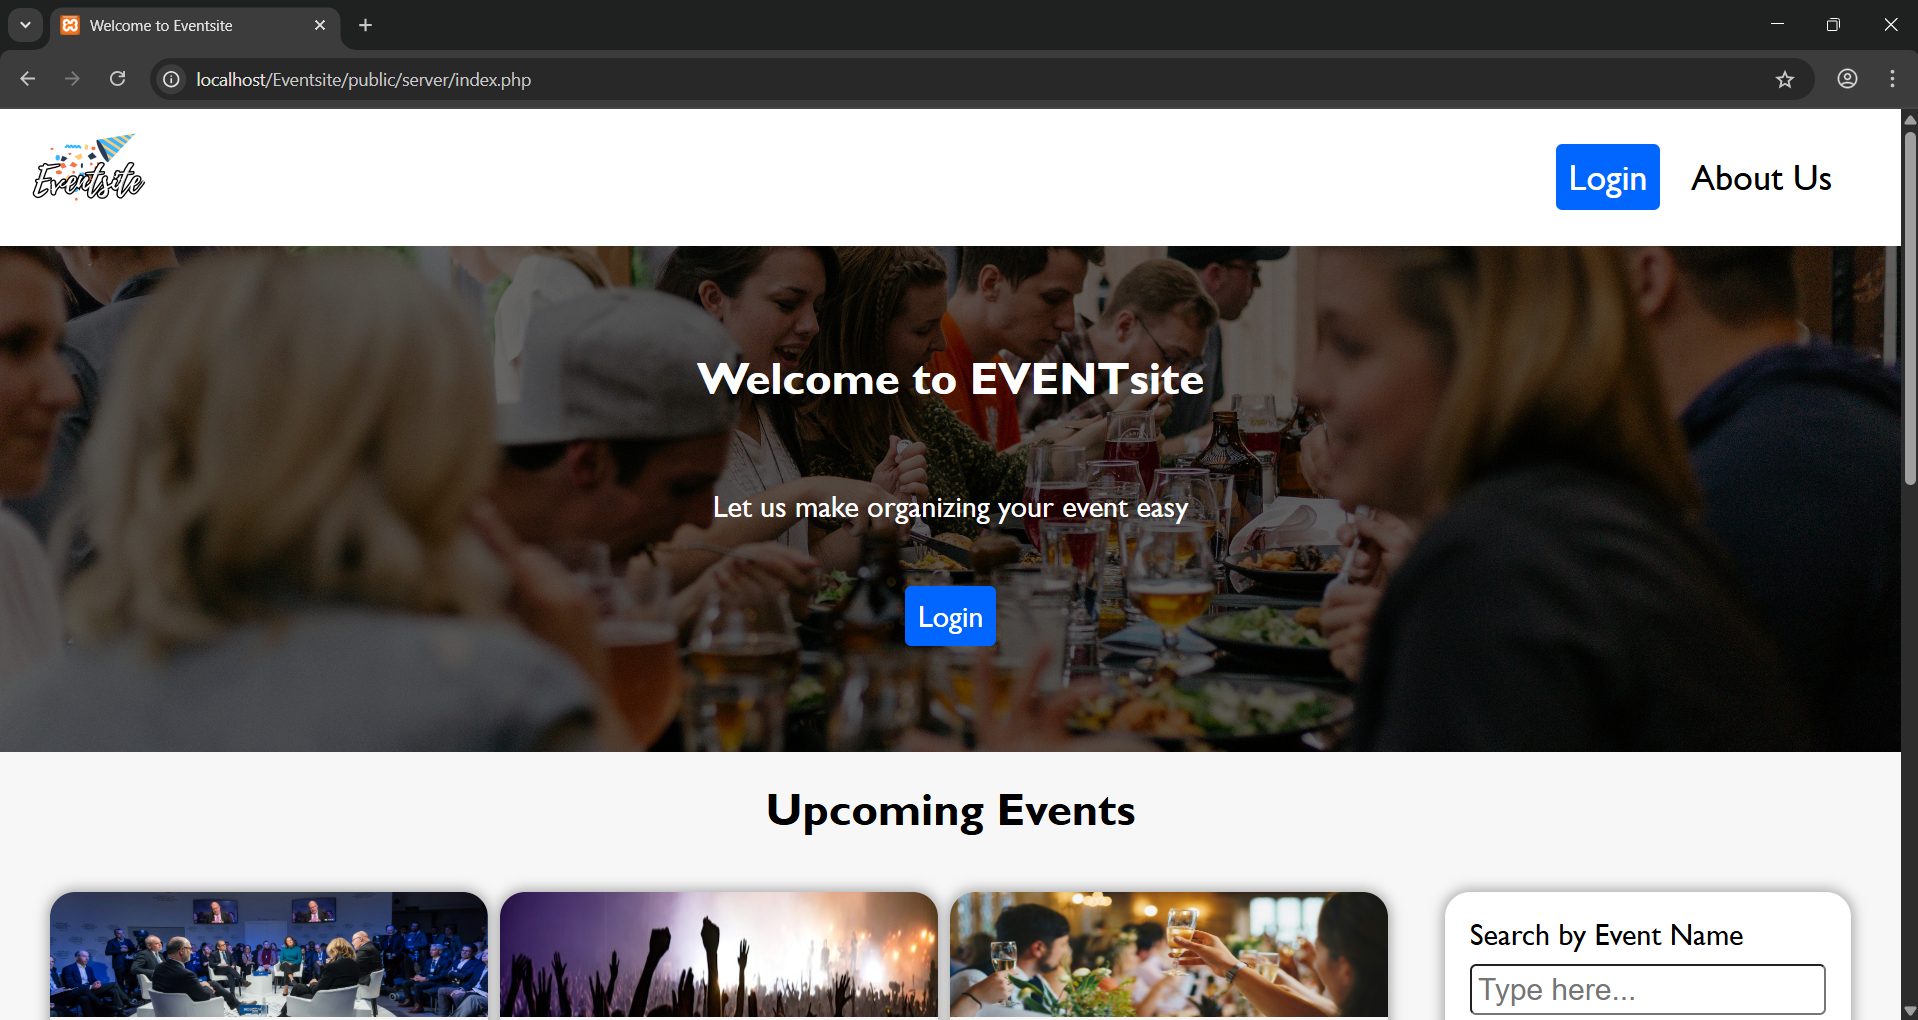 Welcome to Eventsite
localhost/Eventsite/public/server/index.php
Eventsite
Login
About Us
Welcome to EVENTsite
Let us make organizing your event easy
Login
Upcoming Events
Search by Event Name
Type here...